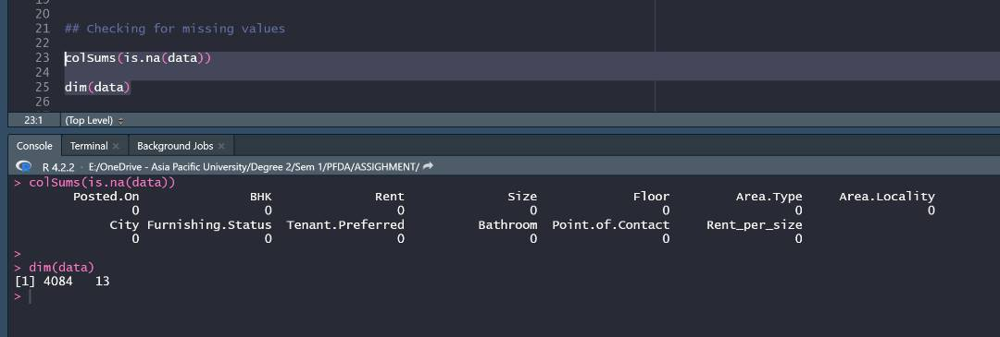 20
21 ## Checking for missing values
22
23 colSums(is.na(data))
24
25 dim(data)
26
23:1 (Top Level)
Console Terminal × Background Jobs ×
R 4.2.2 · E:/OneDrive - Asia Pacific University/Degree 2/Sem 1/PFDA/ASSIGHMENT/
> colSums(is.na(data))
Posted.On BHK Rent Size Floor Area.Type Area.Locality
0 0 0 0 0 0 0
City Furnishing.Status Tenant.Preferred Bathroom Point.of.Contact Rent_per_size
0 0 0 0 0 0
>
> dim(data)
[1] 4084 13
>